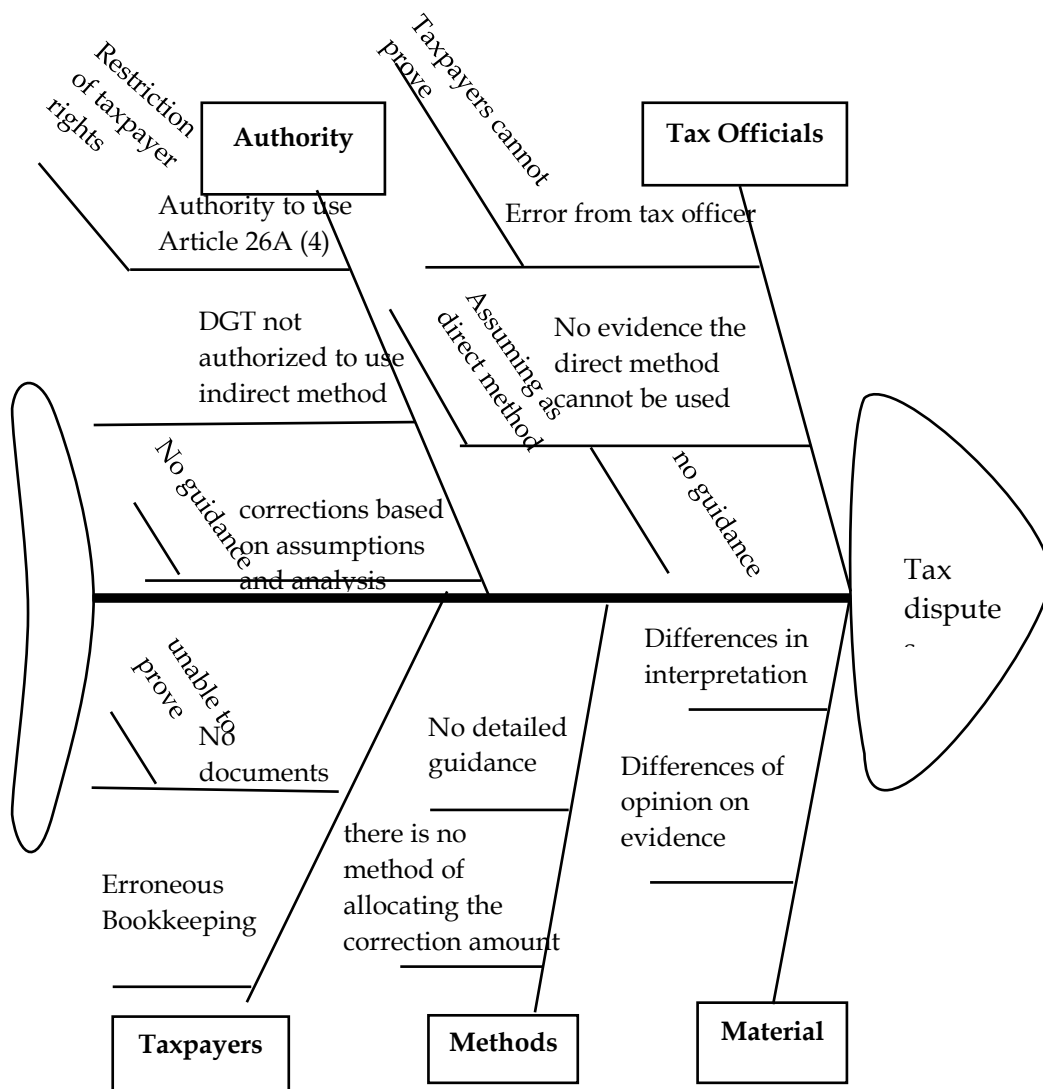 Restriction
of taxpayer
rights
Authority
Authority to use
Article 26A (4)
DGT not
authorized to use
indirect method
No guidance
corrections based
on assumptions
and analysis
Taxpayers cannot
prove
Tax Officials
Error from tax officer
Assuming as
direct method
No evidence the
direct method
cannot be used
no guidance
Tax
dispute
unable to
prove
No
documents
Erroneous
Bookkeeping
Taxpayers
No detailed
guidance
there is no
method of
allocating the
correction amount
Methods
Differences in
interpretation
Differences of
opinion on
evidence
Material